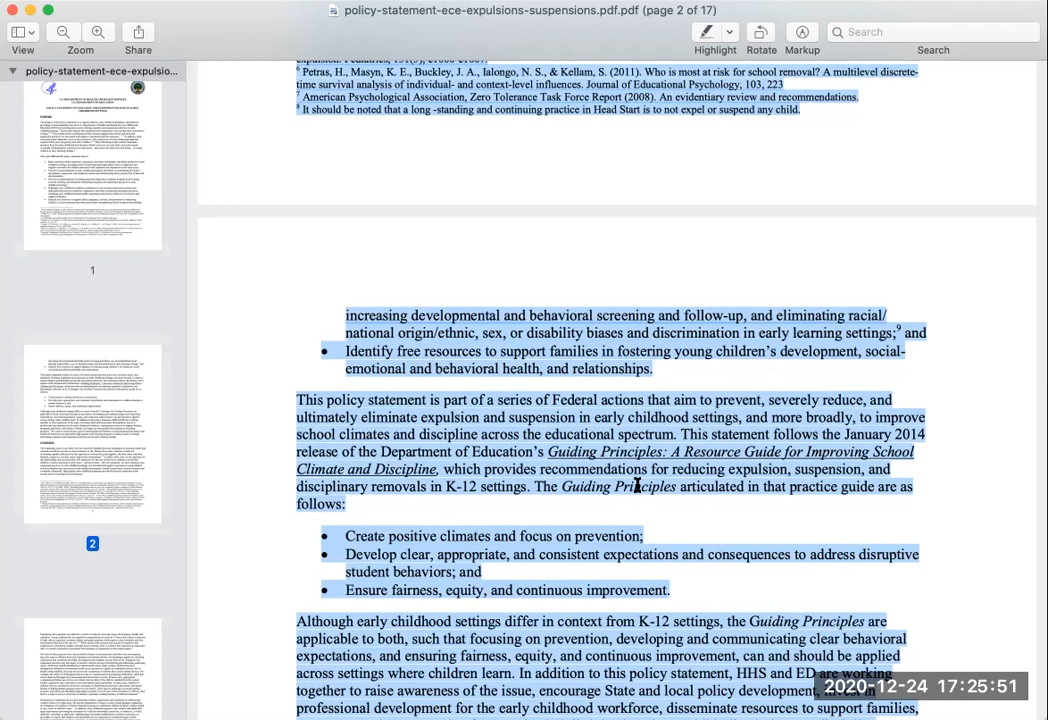 policy-statement-ece-expulsions-suspensions.pdf.pdf (page 2 of 17)
View
Zoom
Share
Highlight
Rotate
Markup
Search
Search
policy-statement-ece-expulsio...
1
2
6 Petras, H., Masyn, K. E., Buckley, J. A., Ialongo, N. S., & Kellam, S. (2011). Who is most at risk for school removal? A multilevel discrete-
time survival analysis of individual- and context-level influences. Journal of Educational Psychology, 103, 223
7 American Psychological Association, Zero Tolerance Task Force Report (2008). An evidentiary review and recommendations.
8 It should be noted that a long -standing and continuing practice in Head Start is to not expel or suspend any child.
increasing developmental and behavioral screening and follow-up, and eliminating racial/
national origin/ethnic, sex, or disability biases and discrimination in early learning settings;9 and
• Identify free resources to support families in fostering young children's development, social-
emotional and behavioral health, and relationships.
This policy statement is part of a series of Federal actions that aim to prevent, severely reduce, and
ultimately eliminate expulsion and suspension in early childhood settings, and more broadly, to improve
school climates and discipline across the educational spectrum. This statement follows the January 2014
release of the Department of Education's Guiding Principles: A Resource Guide for Improving School
Climate and Discipline, which provides recommendations for reducing expulsion, suspension, and
disciplinary removals in K-12 settings. The Guiding Principles articulated in that practice guide are as
follows:
• Create positive climates and focus on prevention;
• Develop clear, appropriate, and consistent expectations and consequences to address disruptive
student behaviors; and
• Ensure fairness, equity, and continuous improvement.
Although early childhood settings differ in context from K-12 settings, the Guiding Principles are
applicable to both, such that focusing on prevention, developing and communicating clear behavioral
expectations, and ensuring fairness, equity, and continuous improvement, can and should be applied
across settings where children learn. In addition to this policy statement, HHS and ED are working
together to raise awareness of the issue, encourage State and local policy development,
professional development for the early childhood workforce, disseminate resources to support families,
2020-12-24 17:25:51